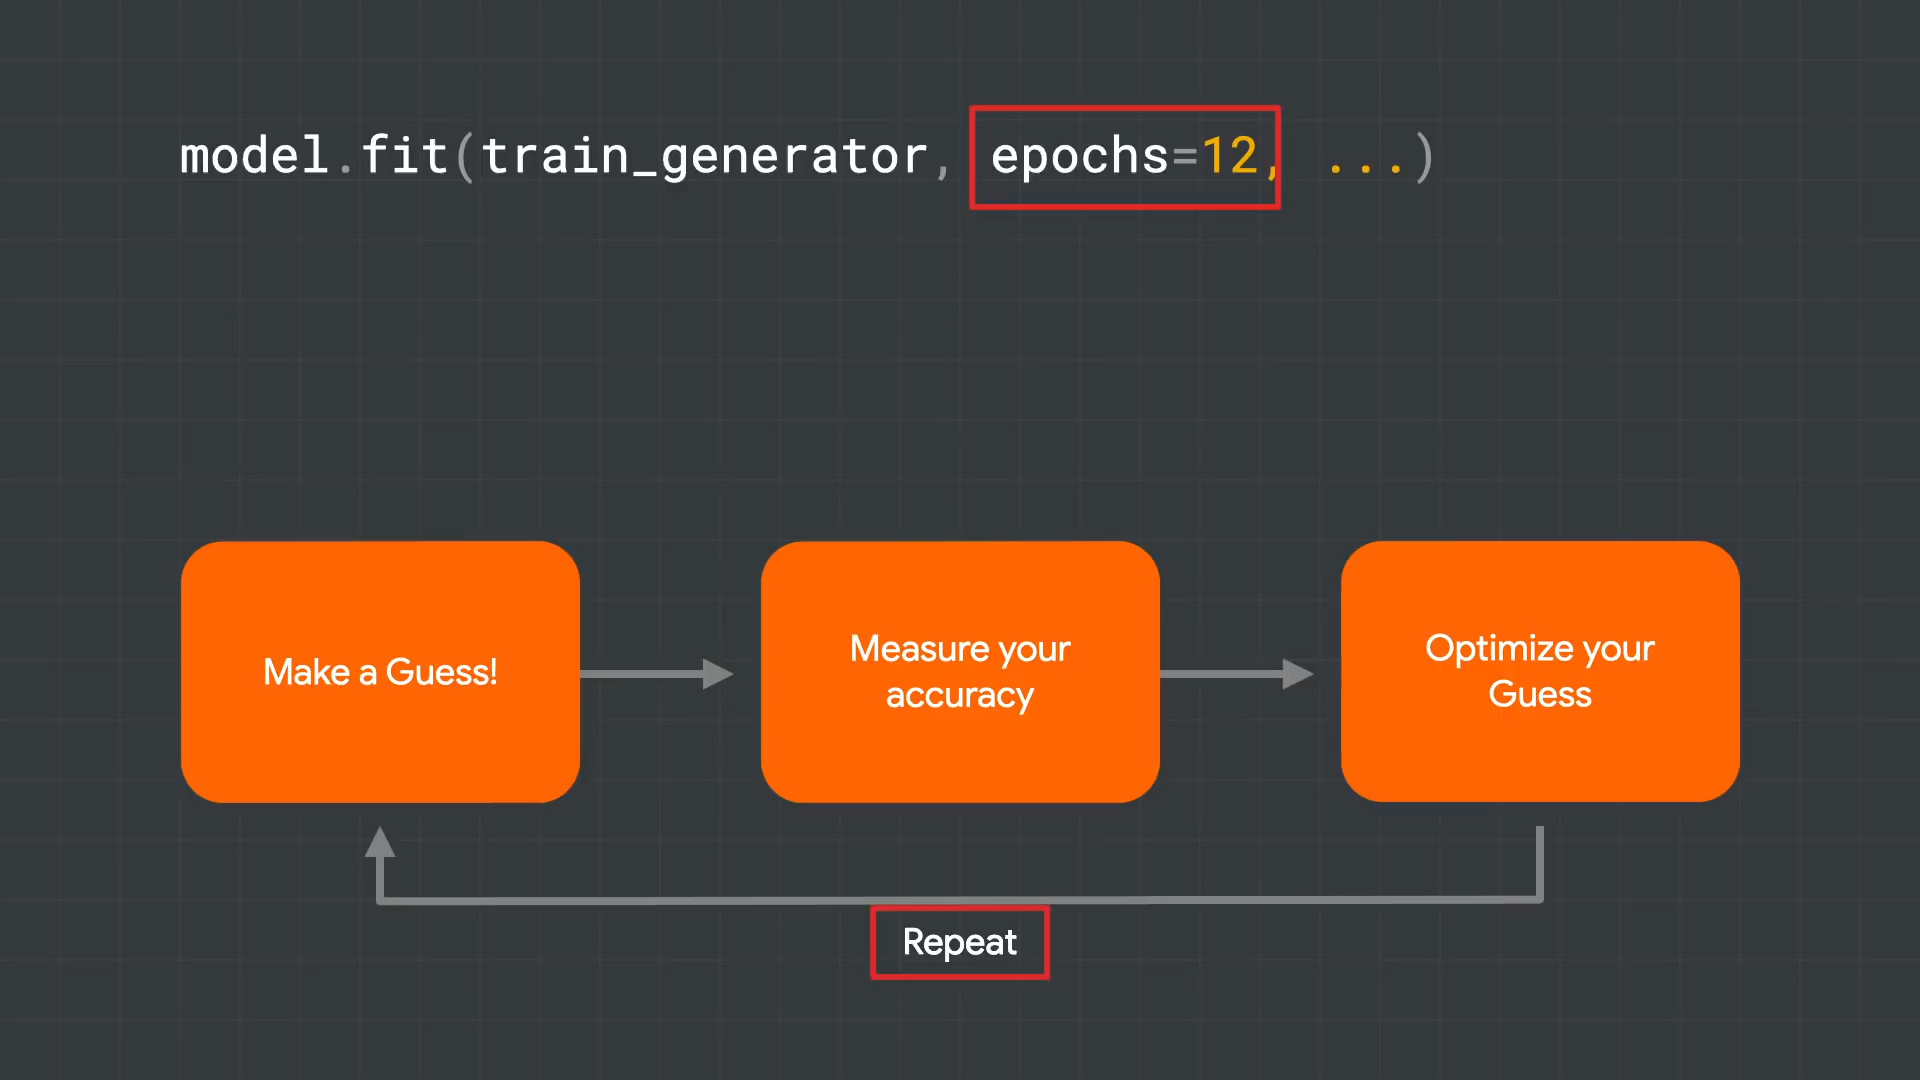 model.fit(train_generator, epochs=12, ...)
Make a Guess!
Measure your
accuracy
Optimize your
Guess
Repeat